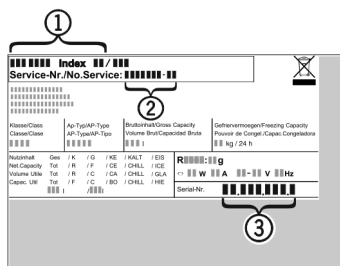 1
Index /
Service-Nr./No.Service: -
2
Klasse/Class
Classe/Clase
Ap-Typ/AP-Type
AP-Type/AP-Tipo
Bruttoinhalt/Gross Capacity
Volume Brut/Capacidad Bruta
l
Gefriervermoegen/Freezing Capacity
Pouvoir de Congel./Capac.Congeladora
kg / 24 h
Nutzinhalt Ges / K / G / KE / KALT / EIS
Net.Capacity Tot / R / F / CE / CHILL / ICE
Volume Utile Tot / R / C / CA / CHILL / GLA
Capac. Util Tot / F / C / BO / CHILL / HIE
l / l
R : g
W A - V Hz
Serial-Nr. . . .
3